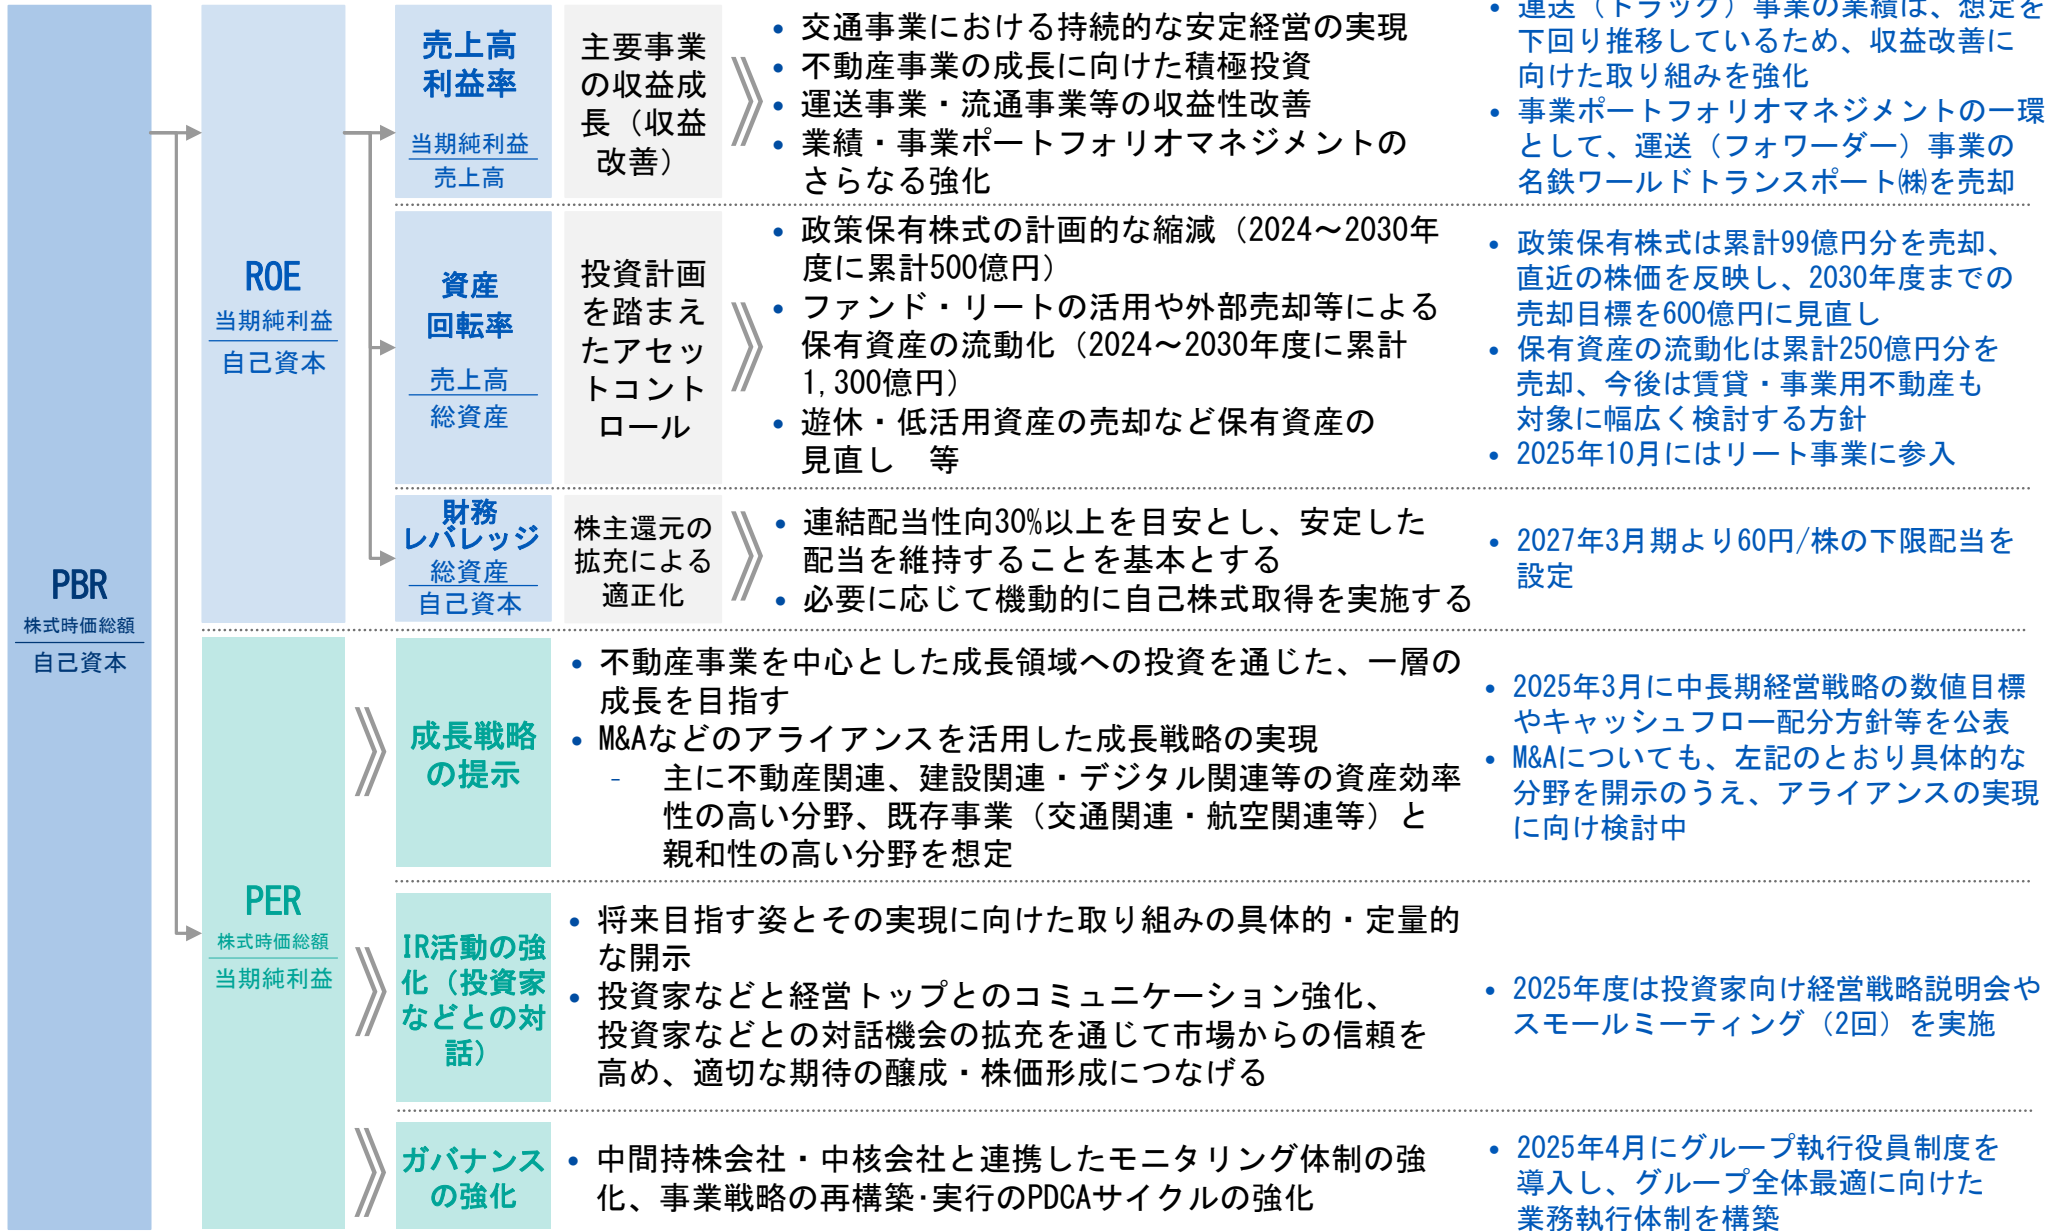 PBR
株式時価総額
自己資本
ROE
当期純利益
自己資本
売上高
利益率
当期純利益
売上高
主要事業
の収益成
長（収益
改善）
• 交通事業における持続的な安定経営の実現
• 不動産事業の成長に向けた積極投資
• 運送事業・流通事業等の収益性改善
• 業績・事業ポートフォリオマネジメントの
さらなる強化
• 運送（トラック）事業の業績は、想定を
下回り推移しているため、収益改善に
向けた取り組みを強化
• 事業ポートフォリオマネジメントの一環
として、運送（フォワーダー）事業の
名鉄ワールドトランスポート㈱を売却
資産
回転率
売上高
総資産
投資計画
を踏まえ
たアセッ
トコント
ロール
• 政策保有株式の計画的な縮減（2024～2030年
度に累計500億円）
• ファンド・リートの活用や外部売却等による
保有資産の流動化（2024～2030年度に累計
1,300億円）
• 遊休・低活用資産の売却など保有資産の
見直し　等
• 政策保有株式は累計99億円分を売却、
直近の株価を反映し、2030年度までの
売却目標を600億円に見直し
• 保有資産の流動化は累計250億円分を
売却、今後は賃貸・事業用不動産も
対象に幅広く検討する方針
• 2025年10月にはリート事業に参入
財務
レバレッジ
総資産
自己資本
株主還元の
拡充による
適正化
• 連結配当性向30%以上を目安とし、安定した
配当を維持することを基本とする
• 必要に応じて機動的に自己株式取得を実施する
• 2027年3月期より60円/株の下限配当を
設定
PER
株式時価総額
当期純利益
成長戦略
の提示
• 不動産事業を中心とした成長領域への投資を通じた、一層の
成長を目指す
• M&Aなどのアライアンスを活用した成長戦略の実現
- 主に不動産関連、建設関連・デジタル関連等の資産効率
性の高い分野、既存事業（交通関連・航空関連等）と
親和性の高い分野を想定
• 2025年3月に中長期経営戦略の数値目標
やキャッシュフロー配分方針等を公表
• M&Aについても、左記のとおり具体的な
分野を開示のうえ、アライアンスの実現
に向け検討中
IR活動の強
化（投資家
などとの対
話）
• 将来目指す姿とその実現に向けた取り組みの具体的・定量的
な開示
• 投資家などと経営トップとのコミュニケーション強化、
投資家などとの対話機会の拡充を通じて市場からの信頼を
高め、適切な期待の醸成・株価形成につなげる
• 2025年度は投資家向け経営戦略説明会や
スモールミーティング（2回）を実施
ガバナンス
の強化
• 中間持株会社・中核会社と連携したモニタリング体制の強
化、事業戦略の再構築･実行のPDCAサイクルの強化
• 2025年4月にグループ執行役員制度を
導入し、グループ全体最適に向けた
業務執行体制を構築